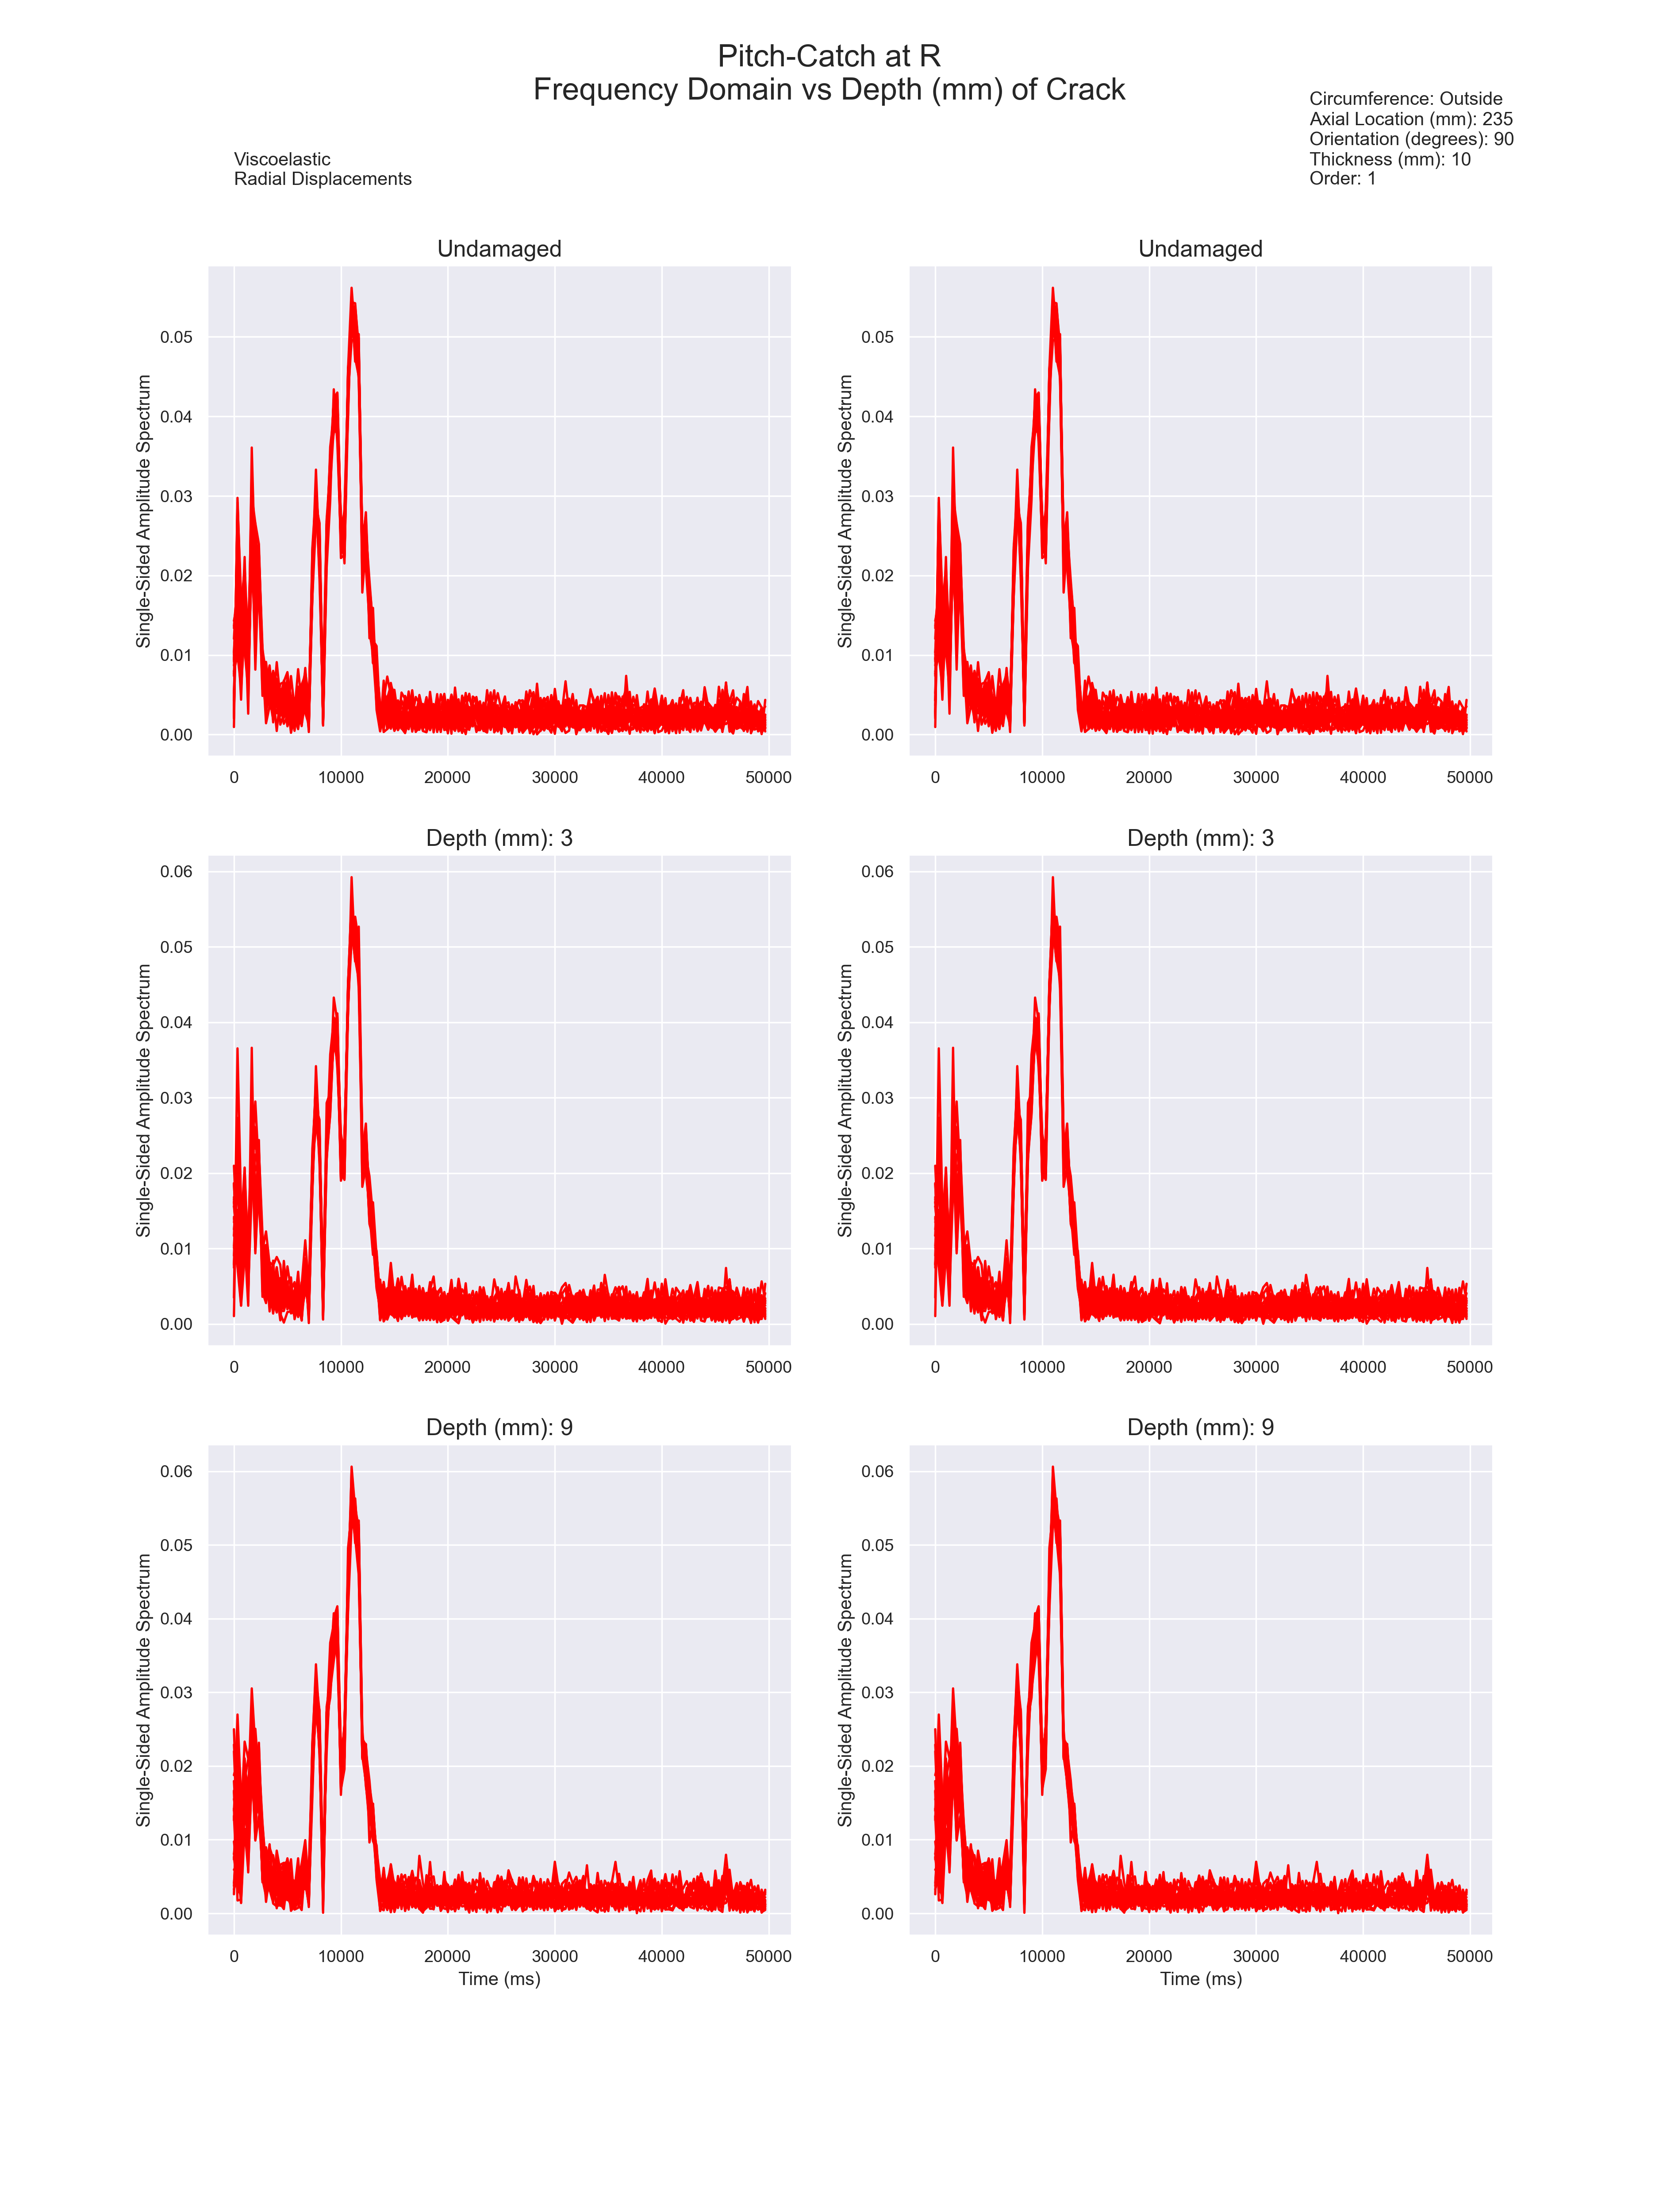 Pitch-Catch at R
Frequency Domain vs Depth (mm) of Crack
Circumference: Outside
Axial Location (mm): 235
Orientation (degrees): 90
Thickness (mm): 10
Order: 1
Viscoelastic
Radial Displacements
Undamaged
Single-Sided Amplitude Spectrum
0.05
0.04
0.03
0.02
0.01
0.00
0 10000 20000 30000 40000 50000
Undamaged
Single-Sided Amplitude Spectrum
0.05
0.04
0.03
0.02
0.01
0.00
0 10000 20000 30000 40000 50000
Depth (mm): 3
Single-Sided Amplitude Spectrum
0.06
0.05
0.04
0.03
0.02
0.01
0.00
0 10000 20000 30000 40000 50000
Depth (mm): 3
Single-Sided Amplitude Spectrum
0.06
0.05
0.04
0.03
0.02
0.01
0.00
0 10000 20000 30000 40000 50000
Depth (mm): 9
Single-Sided Amplitude Spectrum
0.06
0.05
0.04
0.03
0.02
0.01
0.00
0 10000 20000 30000 40000 50000
Time (ms)
Depth (mm): 9
Single-Sided Amplitude Spectrum
0.06
0.05
0.04
0.03
0.02
0.01
0.00
0 10000 20000 30000 40000 50000
Time (ms)